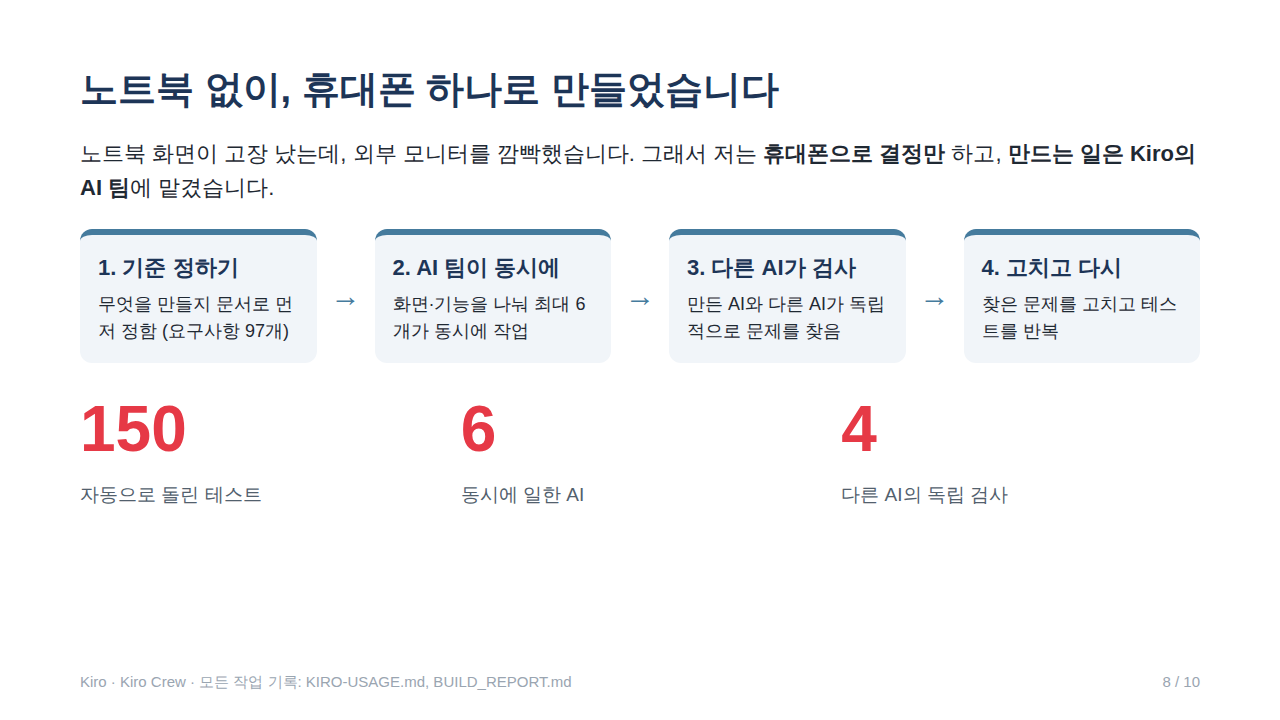 노트북 없이, 휴대폰 하나로 만들었습니다
노트북 화면이 고장 났는데, 외부 모니터를 깜빡했습니다. 그래서 저는 휴대폰으로 결정만 하고, 만드는 일은 Kiro의
AI 팀에 맡겼습니다.
1. 기준 정하기
무엇을 만들지 문서로 먼
저 정함 (요구사항 97개)
→
2. AI 팀이 동시에
화면·기능을 나눠 최대 6
개가 동시에 작업
→
3. 다른 AI가 검사
만든 AI와 다른 AI가 독립
적으로 문제를 찾음
→
4. 고치고 다시
찾은 문제를 고치고 테스
트를 반복
150
자동으로 돌린 테스트
6
동시에 일한 AI
4
다른 AI의 독립 검사
Kiro · Kiro Crew · 모든 작업 기록: KIRO-USAGE.md, BUILD_REPORT.md
8 / 10